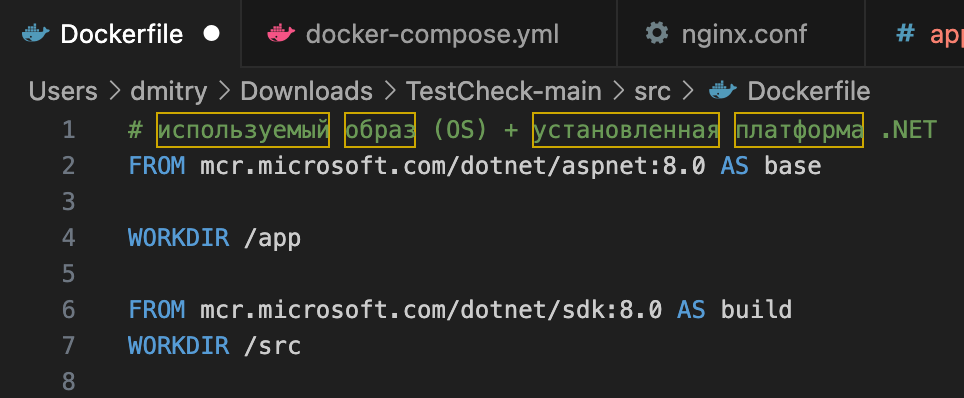 Dockerfile docker-compose.yml nginx.conf # app
Users > dmitry > Downloads > TestCheck-main > src > Dockerfile
1 # используемый образ (OS) + установленная платформа .NET
2 FROM mcr.microsoft.com/dotnet/aspnet:8.0 AS base
3
4 WORKDIR /app
5
6 FROM mcr.microsoft.com/dotnet/sdk:8.0 AS build
7 WORKDIR /src
8